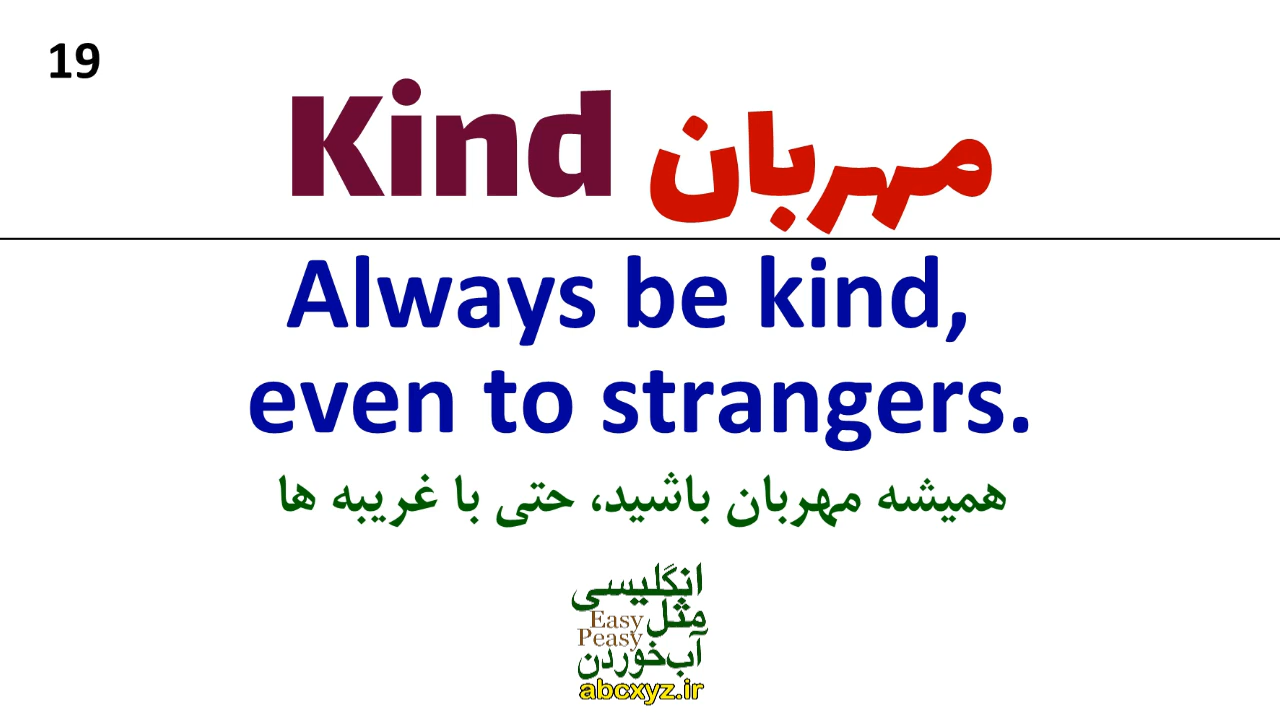 19
Kind مهربان
Always be kind,
even to strangers.
همیشه مهربان باشید، حتی با غریبه ها
انگلیسی
مثل
Easy
Peasy
آب‌خوردن
abcxyz.ir